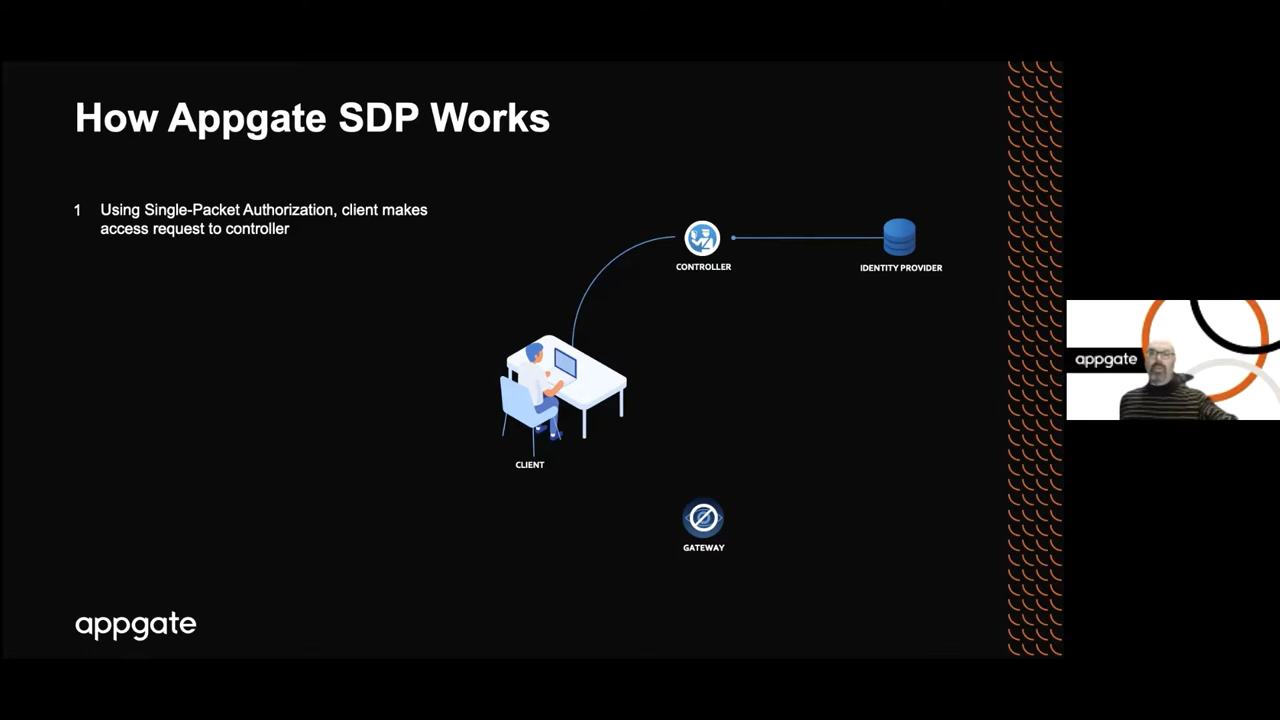 How Appgate SDP Works
1 Using Single-Packet Authorization, client makes
access request to controller
CONTROLLER
IDENTITY PROVIDER
CLIENT
GATEWAY
appgate
appgate